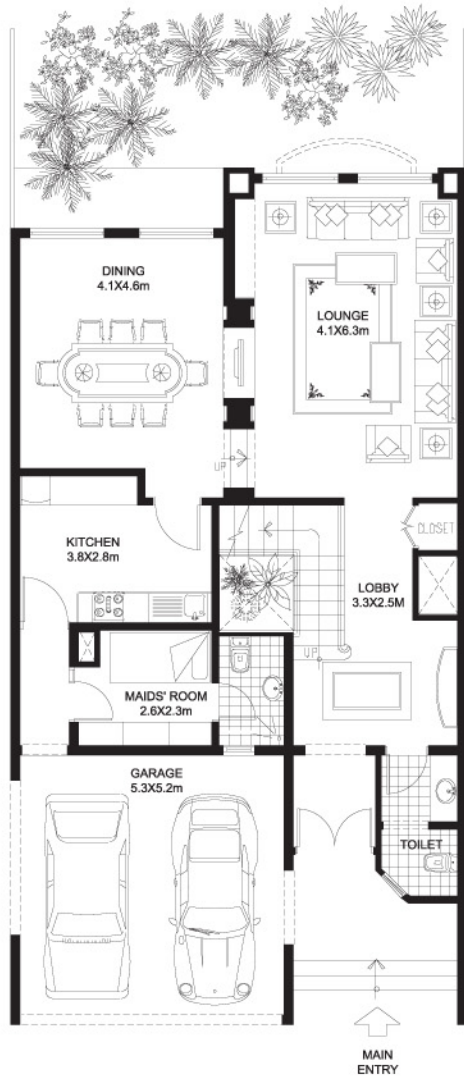 DINING
4.1X4.6m
LOUNGE
4.1X6.3m
UP
KITCHEN
3.8X2.8m
CLOSET
LOBBY
3.3X2.5M
UP
MAIDS' ROOM
2.6X2.3m
GARAGE
5.3X5.2m
TOILET
MAIN
ENTRY